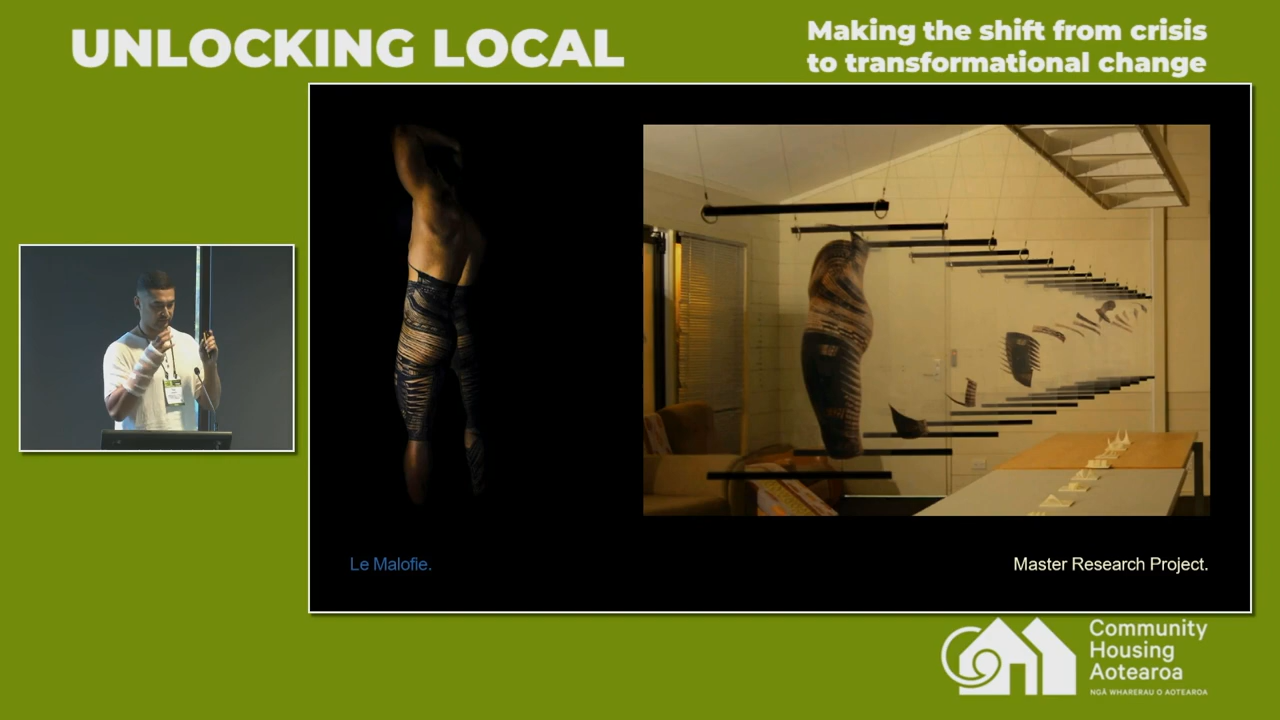 UNLOCKING LOCAL
Making the shift from crisis
to transformational change
Le Malofie.
Master Research Project.
Community
Housing
Aotearoa
NGĀ WHARERAU O AOTEAROA